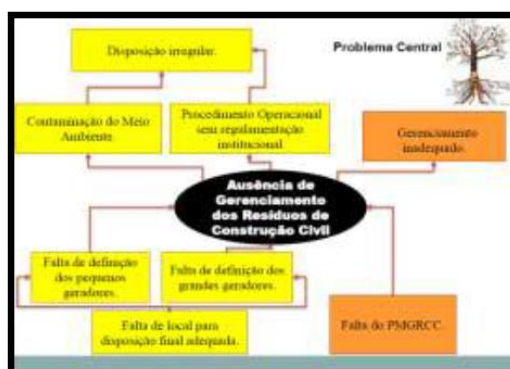 Disposição irregular.
Problema Central
Contaminação do Meio
Ambiente.
Procedimento Operacional
sem regulamentação
institucional
Gerenciamento
inadequado.
Ausência de
Gerenciamento
dos Resíduos de
Construção Civil
Falta de definição
dos pequenos
geradores.
Falta de definição dos
grandes geradores.
Falta de local para
disposição final adequada.
Falta do PMGRCC.